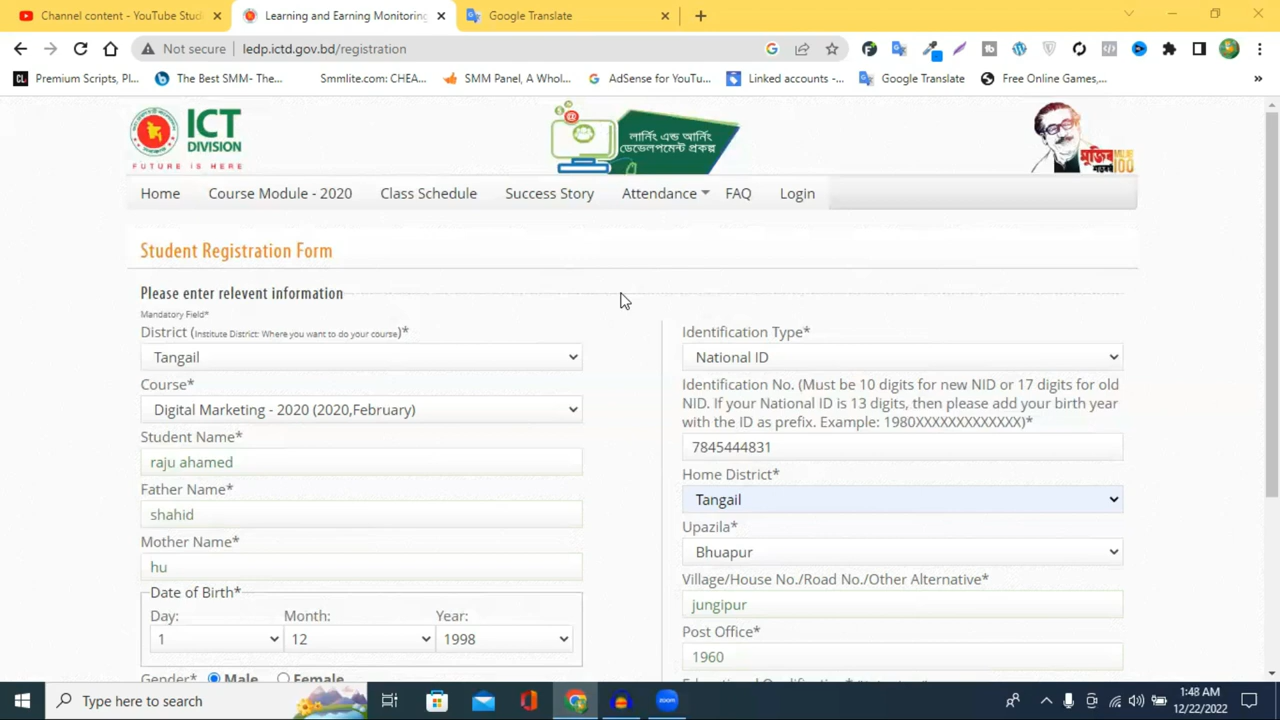 Channel content - YouTube Stud
Learning and Earning Monitoring
Google Translate
Not secure
ledp.ictd.gov.bd/registration
Premium Scripts, Pl...
The Best SMM- The...
Smmlite.com: CHEA...
SMM Panel, A Whol...
AdSense for YouTu...
Linked accounts -...
Google Translate
Free Online Games,...
ICT
DIVISION
FUTURE IS HERE
লার্নিং এন্ড আর্নিং
ডেভেলপমেন্ট প্রকল্প
মুজিব
শতবর্ষ
100
Home
Course Module - 2020
Class Schedule
Success Story
Attendance
FAQ
Login
Student Registration Form
Please enter relevent information
Mandatory Field*
District (Institute District: Where you want to do your course)*
Tangail
Course*
Digital Marketing - 2020 (2020,February)
Student Name*
raju ahamed
Father Name*
shahid
Mother Name*
hu
Date of Birth*
Day:
Month:
Year:
1
12
1998
Gender*
Male
Female
Identification Type*
National ID
Identification No. (Must be 10 digits for new NID or 17 digits for old
NID. If your National ID is 13 digits, then please add your birth year
with the ID as prefix. Example: 1980XXXXXXXXXXXXX)*
7845444831
Home District*
Tangail
Upazila*
Bhuapur
Village/House No./Road No./Other Alternative*
jungipur
Post Office*
1960
Type here to search
zoom
1:48 AM
12/22/2022